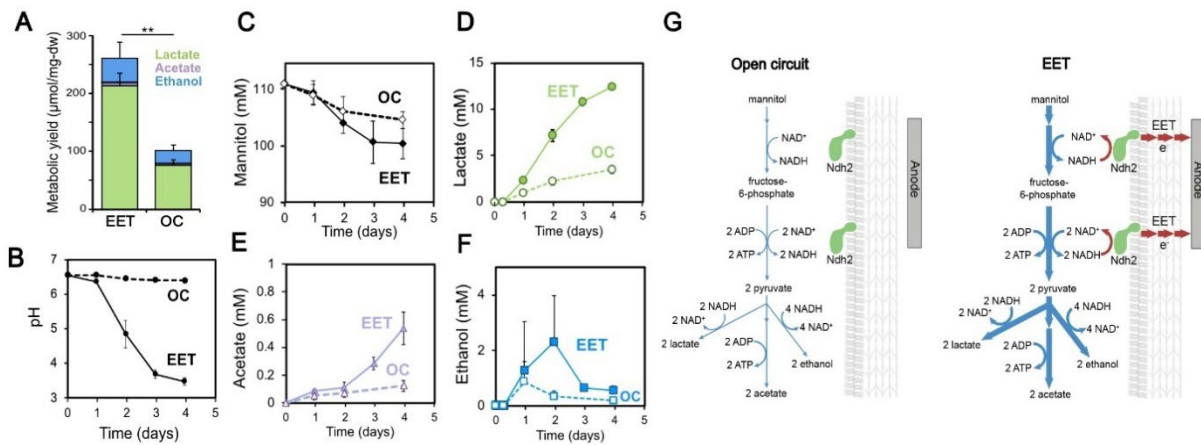 A
Metabolic yield (µmol/mg-dw)
300
200
100
0
**
Lactate
Acetate
Ethanol
EET
OC
B
pH
7
6
5
4
3
OC
EET
0 1 2 3 4 5
Time (days)
C
Mannitol (mM)
110
100
90
OC
EET
0 1 2 3 4 5
Time (days)
D
Lactate (mM)
15
10
5
0
EET
OC
0 1 2 3 4 5
Time (days)
E
Acetate (mM)
1
0.8
0.6
0.4
0.2
0
EET
OC
0 1 2 3 4 5
Time (days)
F
Ethanol (mM)
4
2
0
EET
OC
0 1 2 3 4 5
Time (days)
G
Open circuit
mannitol
NAD⁺
NADH
Ndh2
fructose-
6-phosphate
2 ADP
2 ATP
2 NAD⁺
2 NADH
Ndh2
2 pyruvate
2 NADH
2 NAD⁺
4 NADH
4 NAD⁺
2 lactate
2 ADP
2 ATP
2 ethanol
2 acetate
Anode
EET
mannitol
NAD⁺
NADH
EET
e⁻
Ndh2
fructose-
6-phosphate
2 ADP
2 ATP
2 NAD⁺
2 NADH
EET
e⁻
Ndh2
2 pyruvate
2 NADH
2 NAD⁺
4 NADH
4 NAD⁺
2 lactate
2 ADP
2 ATP
2 ethanol
2 acetate
Anode